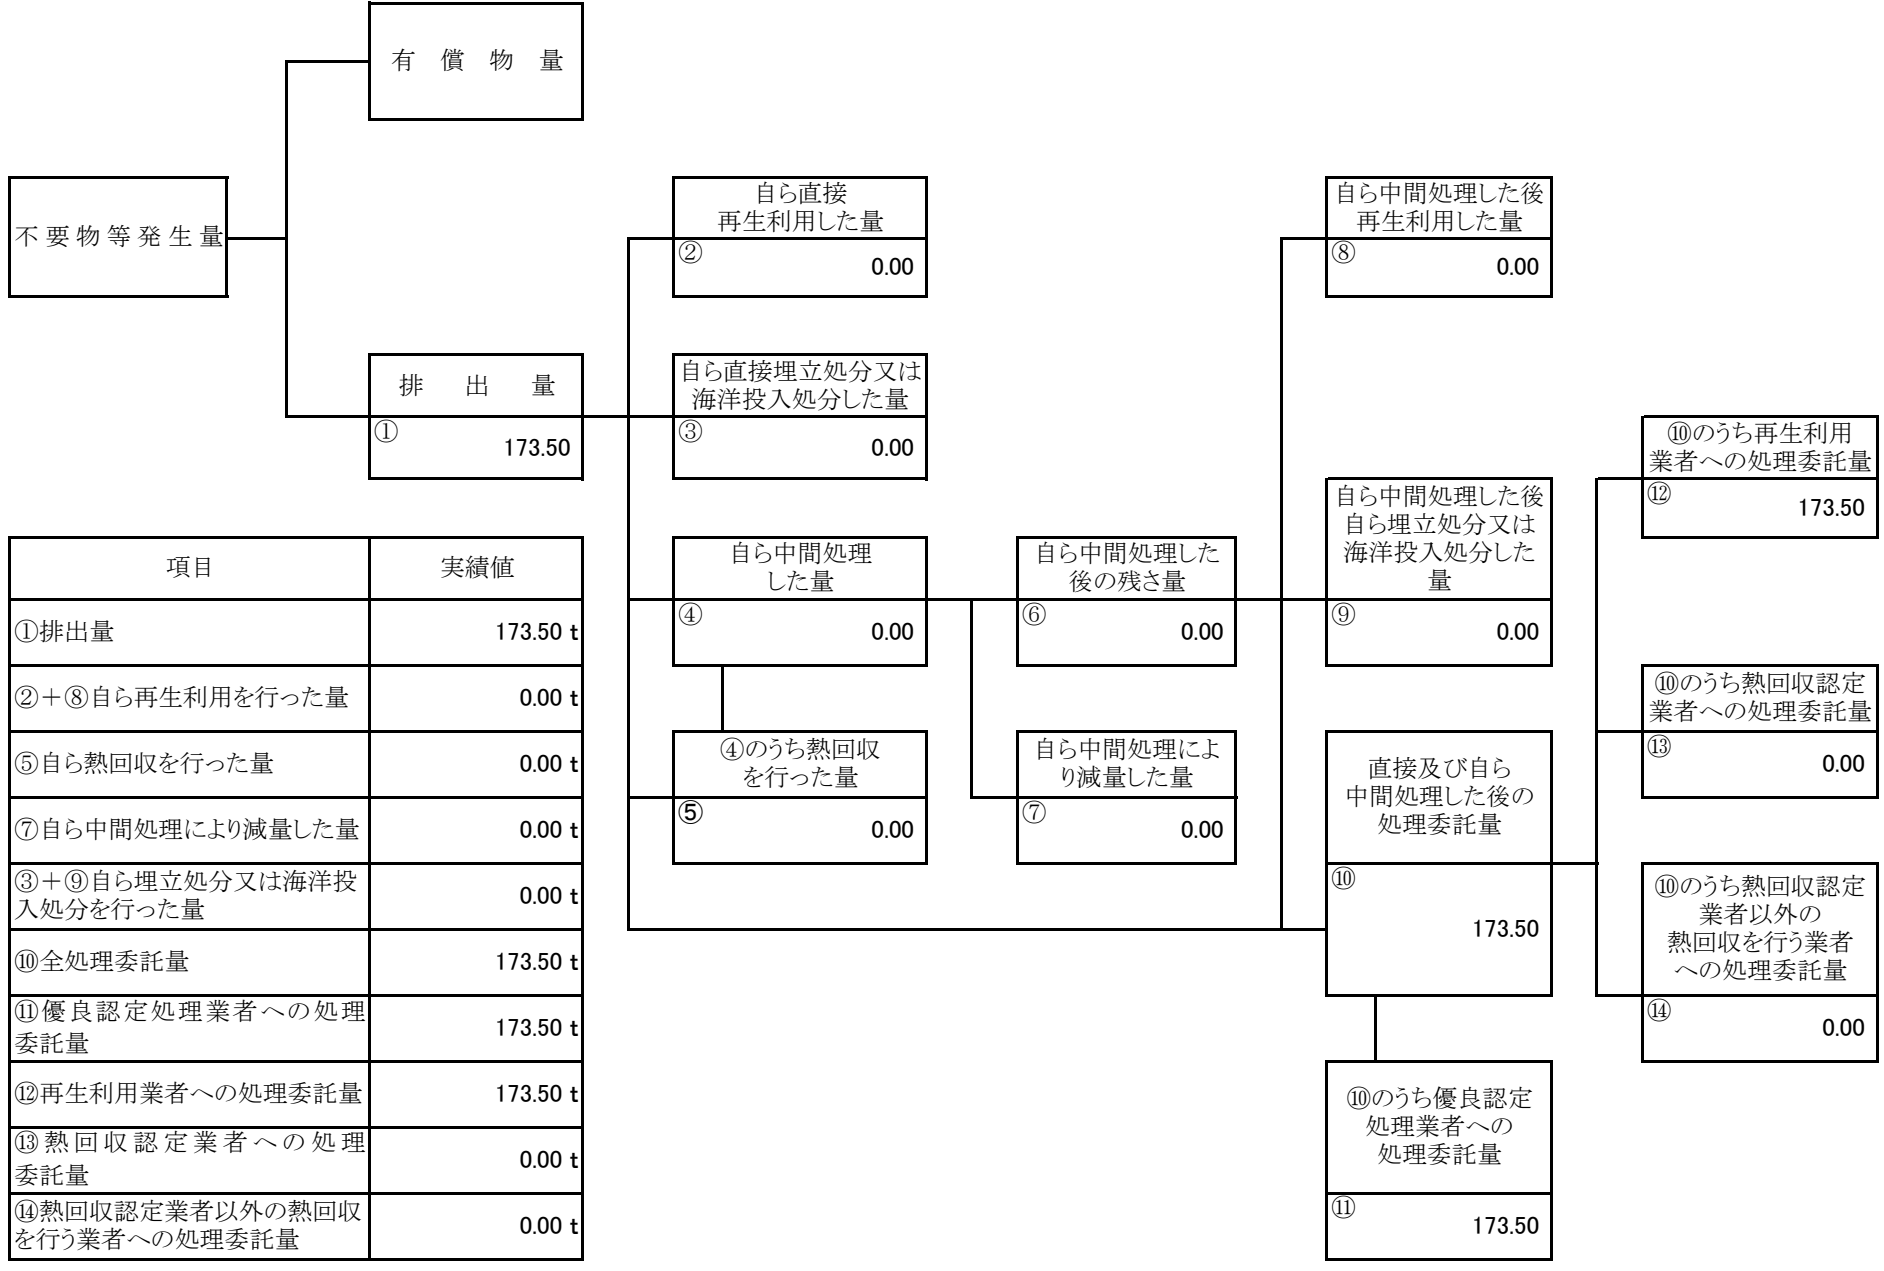 有償物量
不要物等発生量
排出量
①
173.50
自ら直接
再生利用した量
②
0.00
自ら直接埋立処分又は
海洋投入処分した量
③
0.00
自ら中間処理
した量
④
0.00
④のうち熱回収
を行った量
⑤
0.00
自ら中間処理した
後の残さ量
⑥
0.00
自ら中間処理によ
り減量した量
⑦
0.00
自ら中間処理した後
再生利用した量
⑧
0.00
自ら中間処理した後
自ら埋立処分又は
海洋投入処分した
量
⑨
0.00
直接及び自ら
中間処理した後の
処理委託量
⑩
173.50
⑩のうち優良認定
処理業者への
処理委託量
⑪
173.50
⑩のうち再生利用
業者への処理委託量
⑫
173.50
⑩のうち熱回収認定
業者への処理委託量
⑬
0.00
⑩のうち熱回収認定
業者以外の
熱回収を行う業者
への処理委託量
⑭
0.00
項目 実績値
①排出量 173.50 t
②＋⑧自ら再生利用を行った量 0.00 t
⑤自ら熱回収を行った量 0.00 t
⑦自ら中間処理により減量した量 0.00 t
③＋⑨自ら埋立処分又は海洋投
入処分を行った量 0.00 t
⑩全処理委託量 173.50 t
⑪優良認定処理業者への処理
委託量 173.50 t
⑫再生利用業者への処理委託量 173.50 t
⑬熱回収認定業者への処理
委託量 0.00 t
⑭熱回収認定業者以外の熱回収
を行う業者への処理委託量 0.00 t